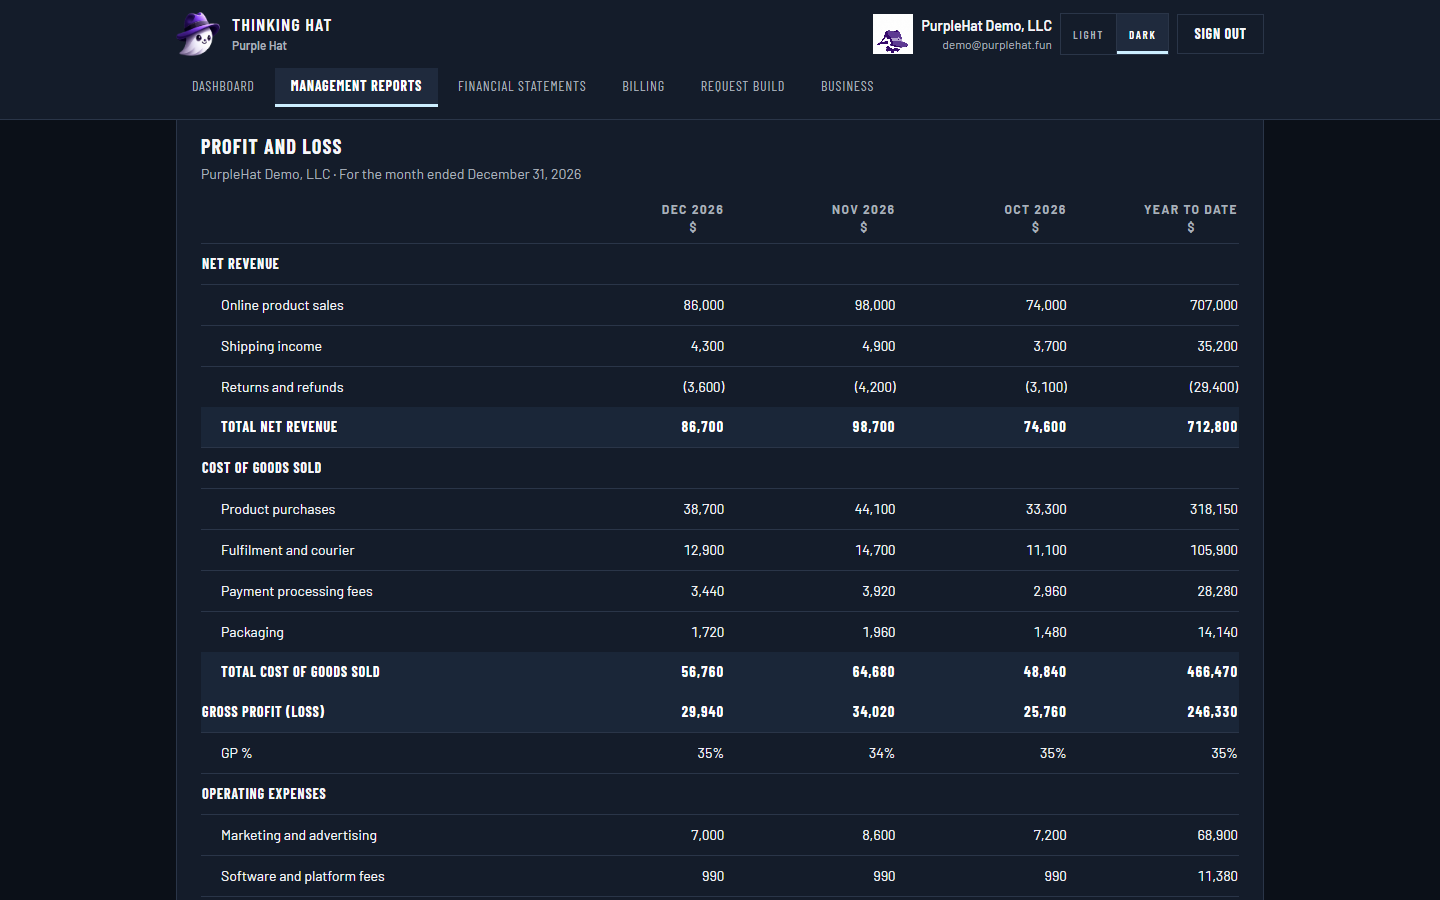 THINKING HAT
Purple Hat
PurpleHat Demo, LLC
demo@purplehat.fun
LIGHT DARK
SIGN OUT
DASHBOARD MANAGEMENT REPORTS FINANCIAL STATEMENTS BILLING REQUEST BUILD BUSINESS
PROFIT AND LOSS
PurpleHat Demo, LLC · For the month ended December 31, 2026
DEC 2026 NOV 2026 OCT 2026 YEAR TO DATE
$ $ $ $
NET REVENUE
Online product sales 86,000 98,000 74,000 707,000
Shipping income 4,300 4,900 3,700 35,200
Returns and refunds (3,600) (4,200) (3,100) (29,400)
TOTAL NET REVENUE 86,700 98,700 74,600 712,800
COST OF GOODS SOLD
Product purchases 38,700 44,100 33,300 318,150
Fulfilment and courier 12,900 14,700 11,100 105,900
Payment processing fees 3,440 3,920 2,960 28,280
Packaging 1,720 1,960 1,480 14,140
TOTAL COST OF GOODS SOLD 56,760 64,680 48,840 466,470
GROSS PROFIT (LOSS) 29,940 34,020 25,760 246,330
GP % 35% 34% 35% 35%
OPERATING EXPENSES
Marketing and advertising 7,000 8,600 7,200 68,900
Software and platform fees 990 990 990 11,380